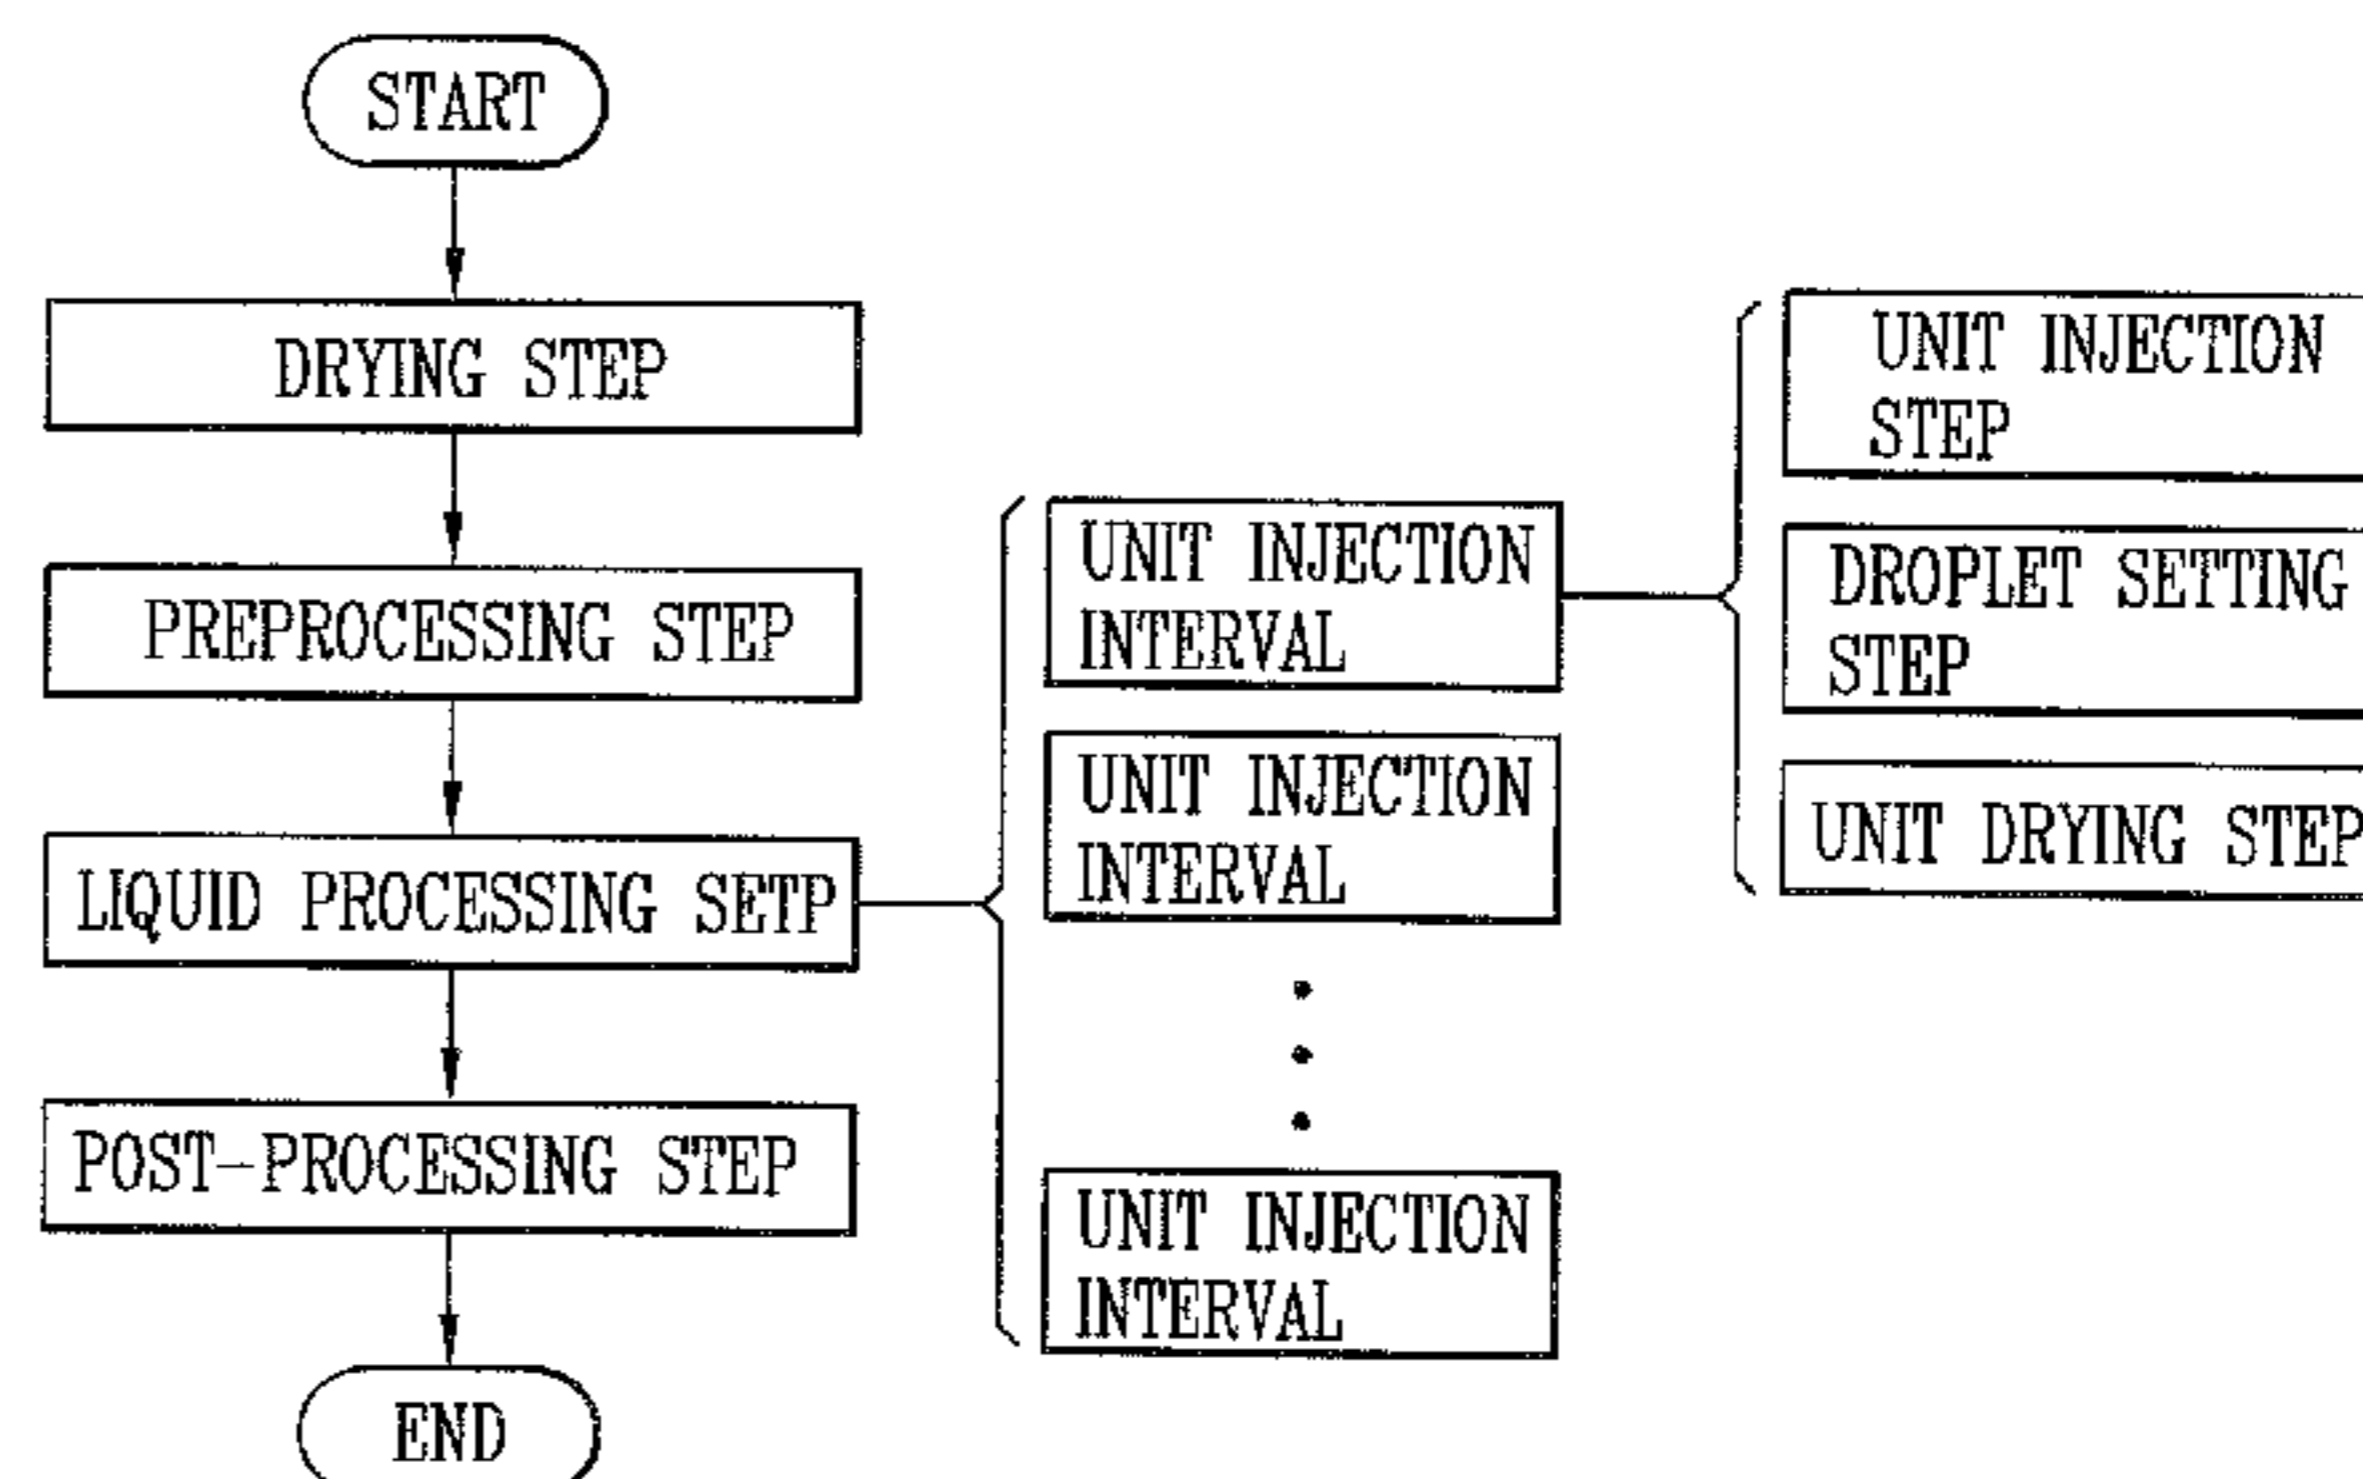 START
DRYING STEP
PREPROCESSING STEP
LIQUID PROCESSING SETP
POST-PROCESSING STEP
END
UNIT INJECTION
INTERVAL
UNIT INJECTION
INTERVAL
UNIT INJECTION
INTERVAL
UNIT INJECTION
STEP
DROPLET SETTING
STEP
UNIT DRYING STEP